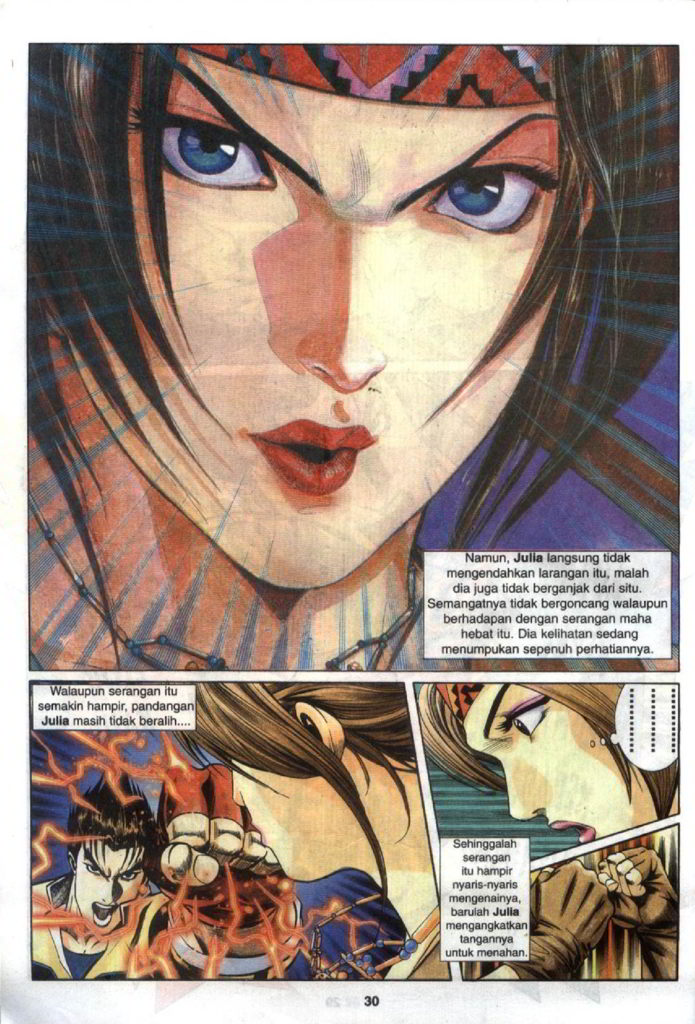 Namun, Julia langsung tidak
mengendahkan larangan itu, malah
dia juga tidak berganjak dari situ.
Semangatnya tidak bergoncang walaupun
berhadapan dengan serangan maha
hebat itu. Dia kelihatan sedang
menumpukan sepenuh perhatiannya.
Walaupun serangan itu
semakin hampir, pandangan
Julia masih tidak beralih....
Sehinggalah
serangan
itu hampir
nyaris-nyaris
mengenainya,
barulah Julia
mengangkatkan
tangannya
untuk menahan.
30